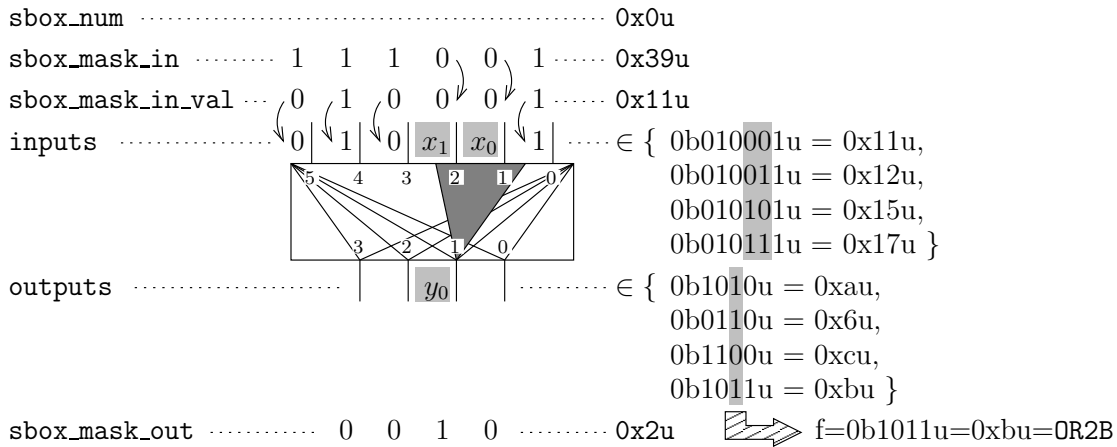 sbox_num 0x0u
sbox_mask_in 1 1 1 0 0 1 0x39u
sbox_mask_in_val 0 1 0 0 0 1 0x11u
inputs 0 1 0 x1 x0 1 ∈ { 0b010001u = 0x11u,
0b010011u = 0x12u,
5 4 3 2 1 0
0b010101u = 0x15u,
0b010111u = 0x17u }
3 2 1 0
outputs y0 ∈ { 0b1010u = 0xau,
0b0110u = 0x6u,
0b1100u = 0xcu,
0b1011u = 0xbu }
sbox_mask_out 0 0 1 0 0x2u f=0b1011u=0xbu=OR2B